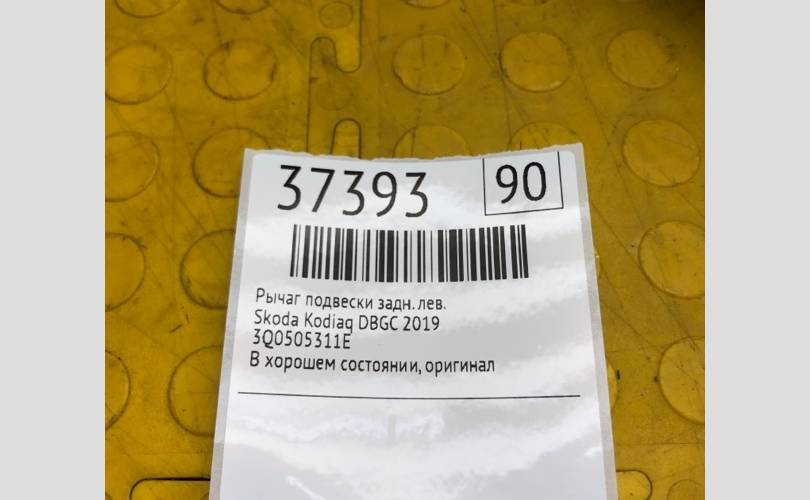 37393 90
Рычаг подвески задн. лев.
Skoda Kodiaq DBGC 2019
3Q0505311E
В хорошем состоянии, оригинал